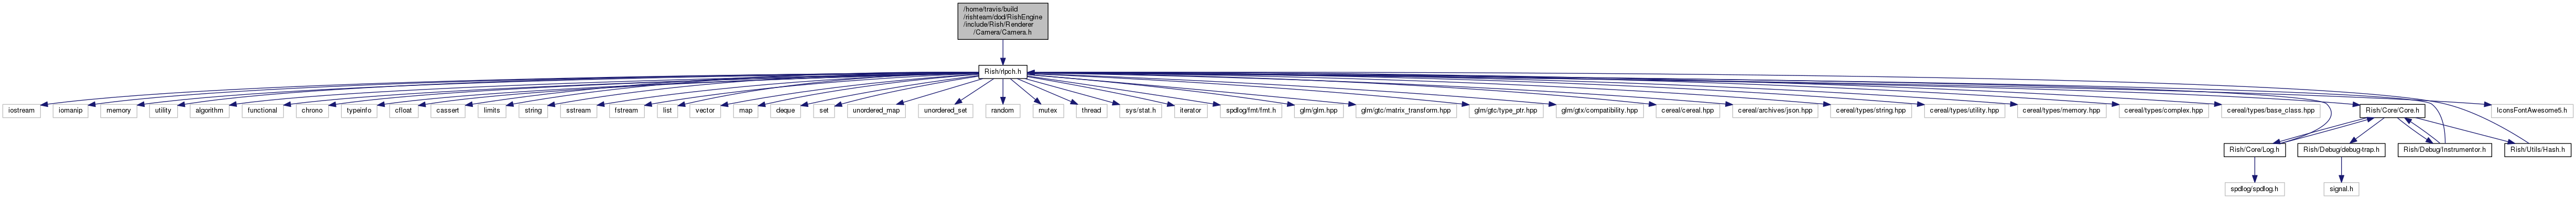 /home/travis/build
/rishteam/dod/RishEngine
/include/Rish/Renderer
/Camera/Camera.h
Rish/rlpch.h
iostream
iomanip
memory
utility
algorithm
functional
chrono
typeinfo
cfloat
cassert
limits
string
sstream
fstream
list
vector
map
deque
set
unordered_map
unordered_set
random
mutex
thread
sys/stat.h
iterator
spdlog/fmt/fmt.h
glm/glm.hpp
glm/gtc/matrix_transform.hpp
glm/gtc/type_ptr.hpp
glm/gtx/compatibility.hpp
cereal/cereal.hpp
cereal/archives/json.hpp
cereal/types/string.hpp
cereal/types/utility.hpp
cereal/types/memory.hpp
cereal/types/complex.hpp
cereal/types/base_class.hpp
Rish/Core/Core.h
IconsFontAwesome5.h
Rish/Core/Log.h
Rish/Debug/debug-trap.h
Rish/Debug/Instrumentor.h
Rish/Utils/Hash.h
spdlog/spdlog.h
signal.h